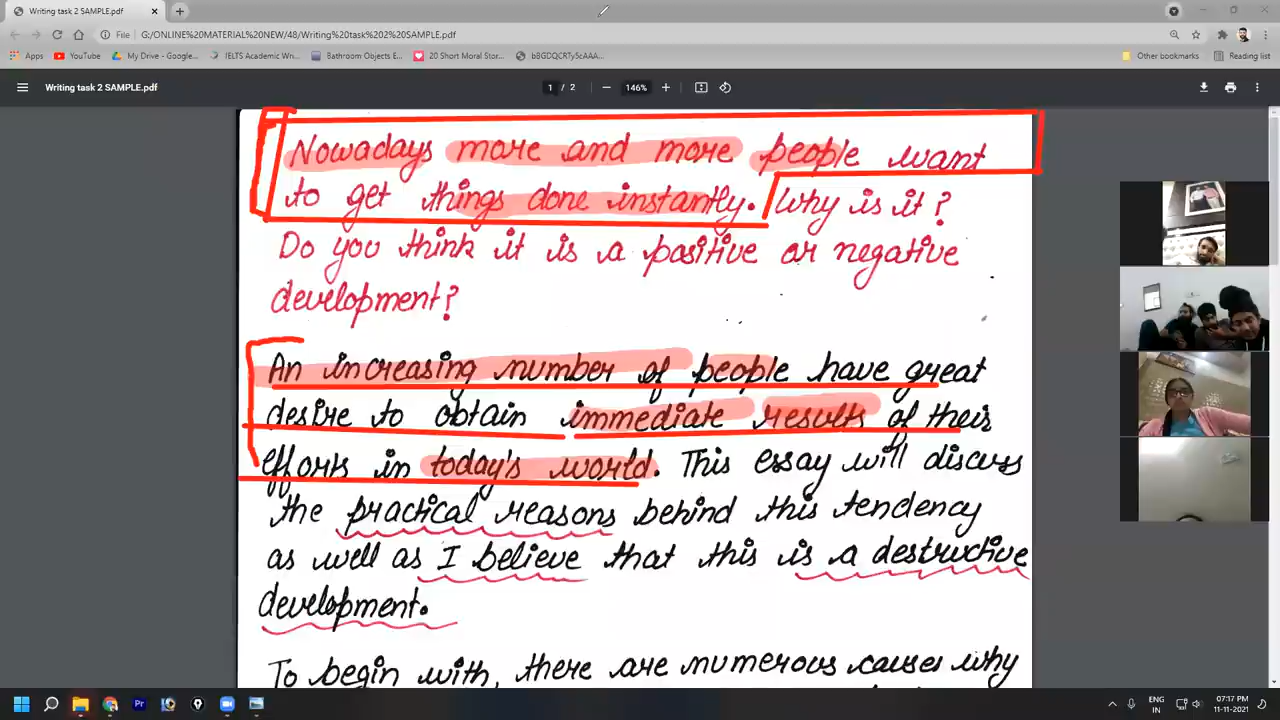 Writing task 2 SAMPLE.pdf
File
G:/ONLINE%20MATERIAL%20NEW/48/Writing%20task%202%20SAMPLE.pdf
Apps YouTube My Drive - Google... IELTS Academic Wri... Bathroom Objects E... 20 Short Moral Stor... bBGDQCRTy5cAAA... Other bookmarks Reading list
Writing task 2 SAMPLE.pdf 1 / 2 146%
Nowadays more and more people want
to get things done instantly. Why is it?
Do you think it is a positive or negative
development?
An increasing number of people have great
desire to obtain immediate results of their
efforts in today's world. This essay will discuss
the practical reasons behind this tendency
as well as I believe that this is a destructive
development.
To begin with, there are numerous causes why
ENG
IN
07:17 PM
11-11-2021